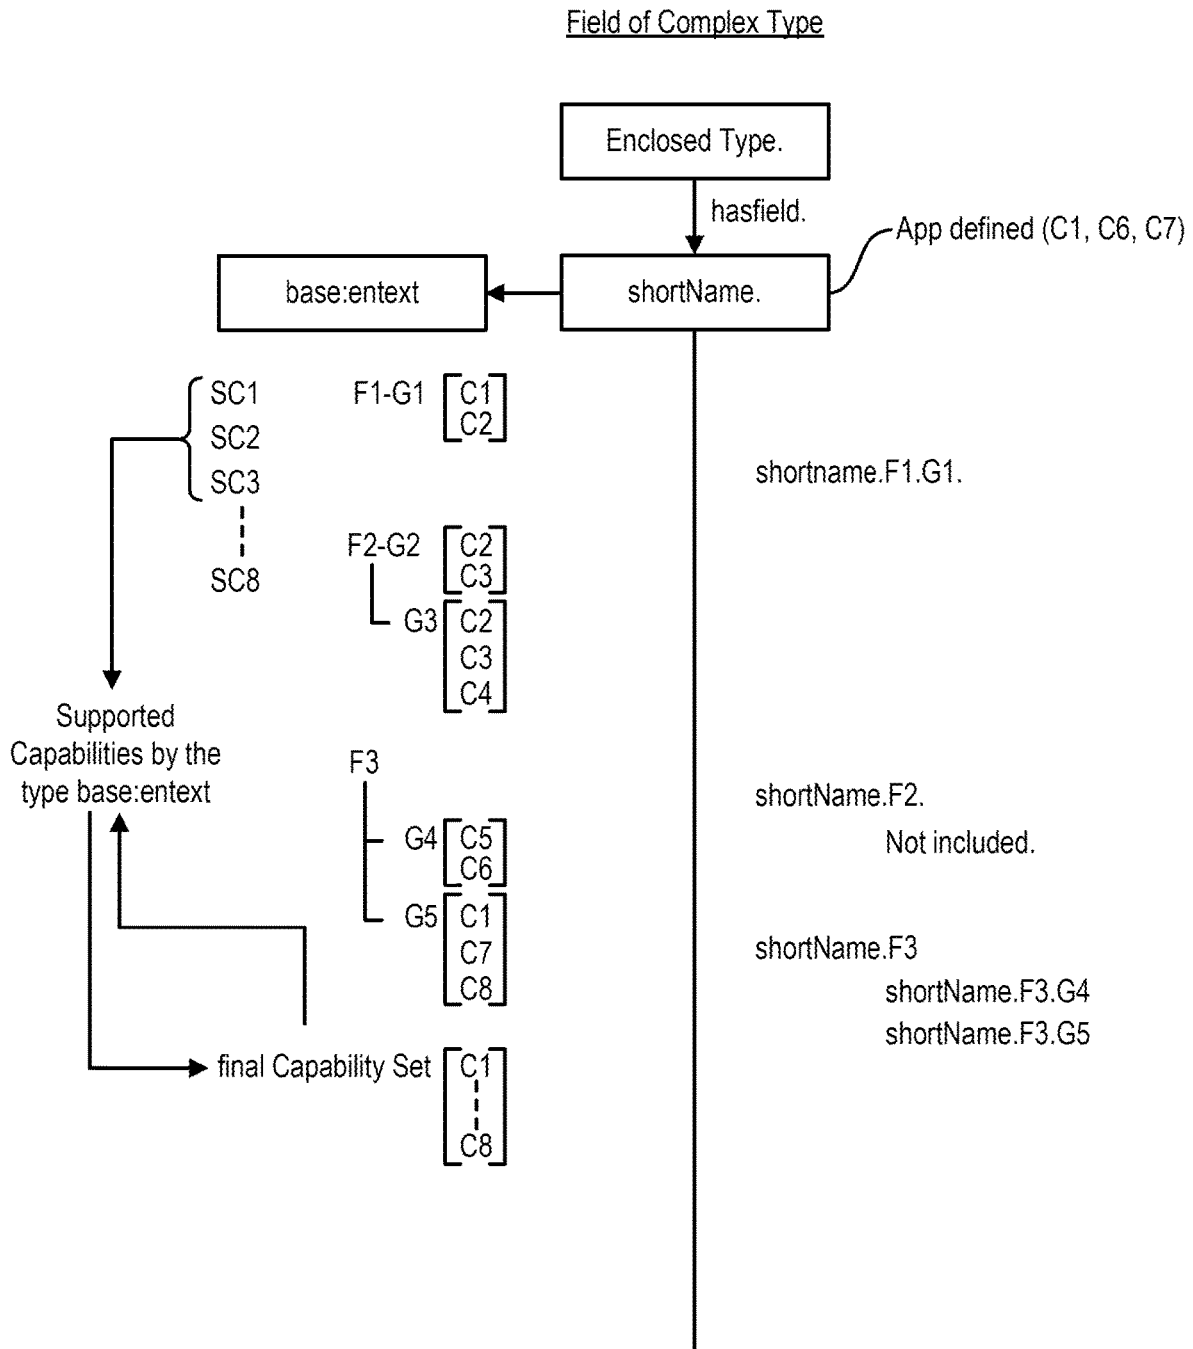 Field of Complex Type
Enclosed Type.
hasfield.
App defined (C1, C6, C7)
base:entext
shortName.
SC1
SC2
SC3
SC8
F1-G1
C1
C2
shortname.F1.G1.
F2-G2
C2
C3
G3
C2
C3
C4
Supported
Capabilities by the
type base:entext
F3
G4
C5
C6
G5
C1
C7
C8
shortName.F2.
Not included.
shortName.F3
shortName.F3.G4
shortName.F3.G5
final Capability Set
C1
C8